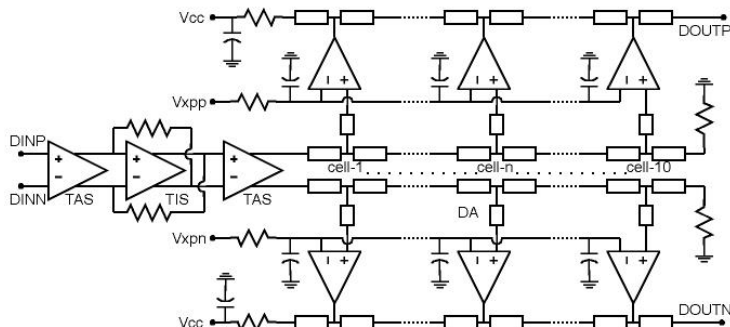 Vcc
DOUTP
Vxpp
DINP
cell-1
cell-n
cell-10
DINN
TAS
TIS
TAS
DA
Vxpn
DOUTN
Vcc